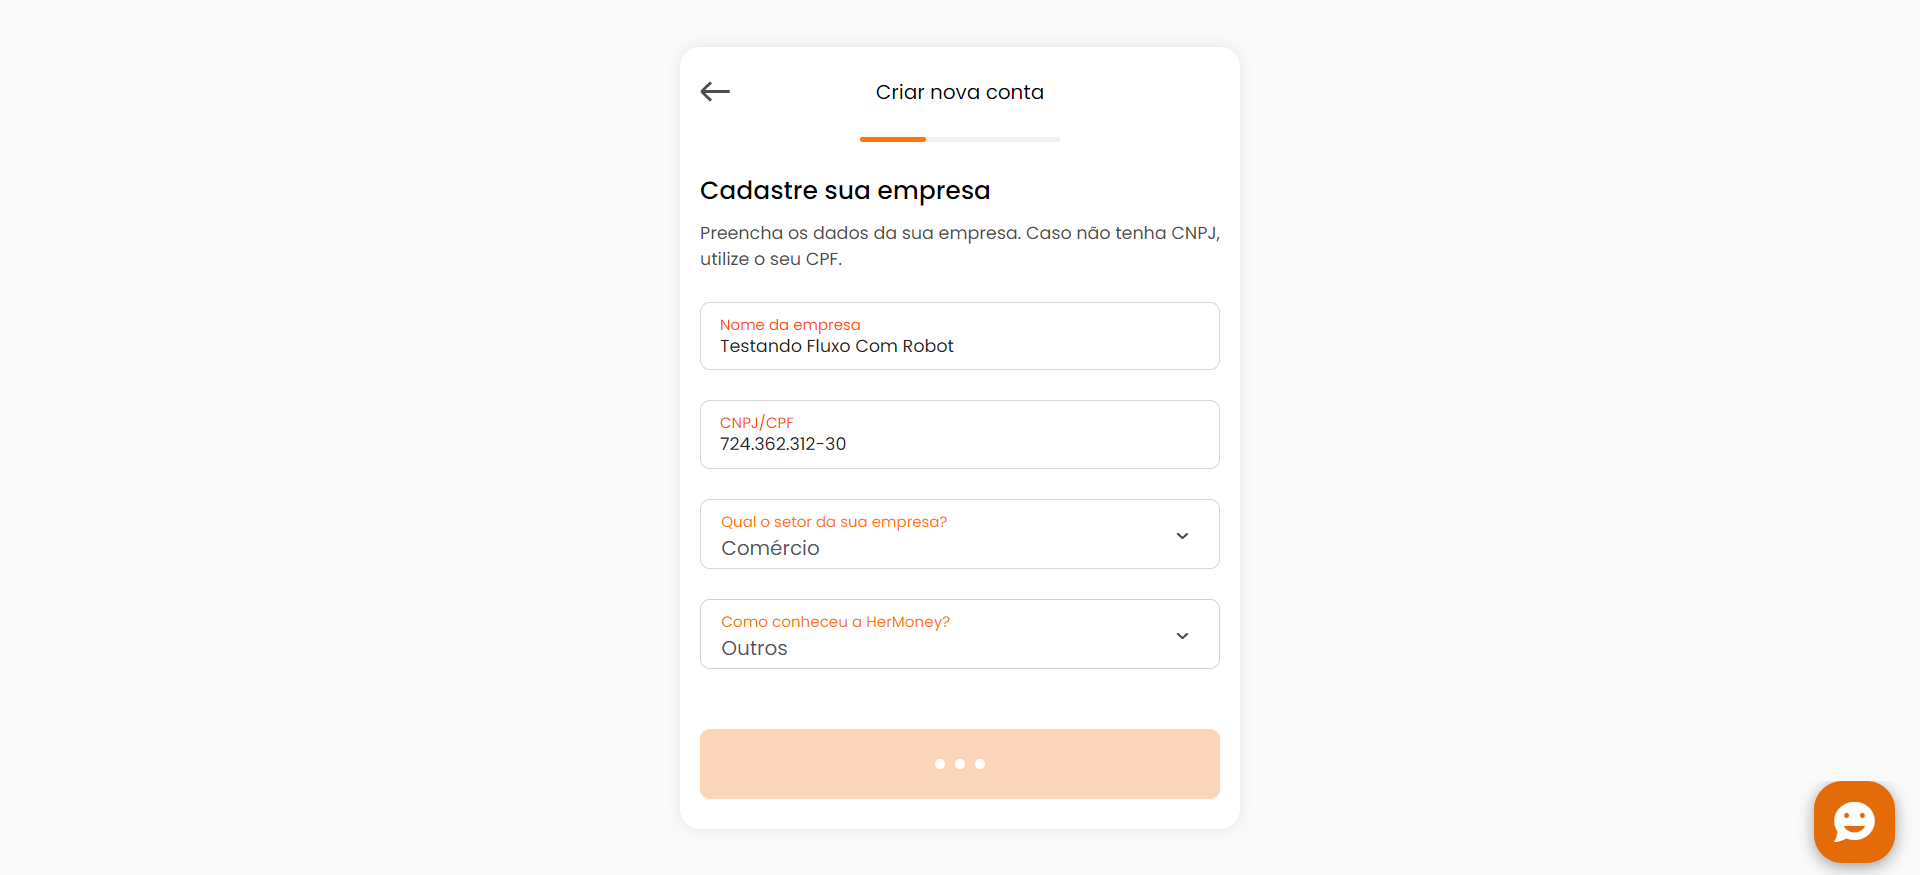 Criar nova conta
Cadastre sua empresa
Preencha os dados da sua empresa. Caso não tenha CNPJ,
utilize o seu CPF.
Nome da empresa
Testando Fluxo Com Robot
CNPJ/CPF
724.362.312-30
Qual o setor da sua empresa?
Comércio
Como conheceu a HerMoney?
Outros